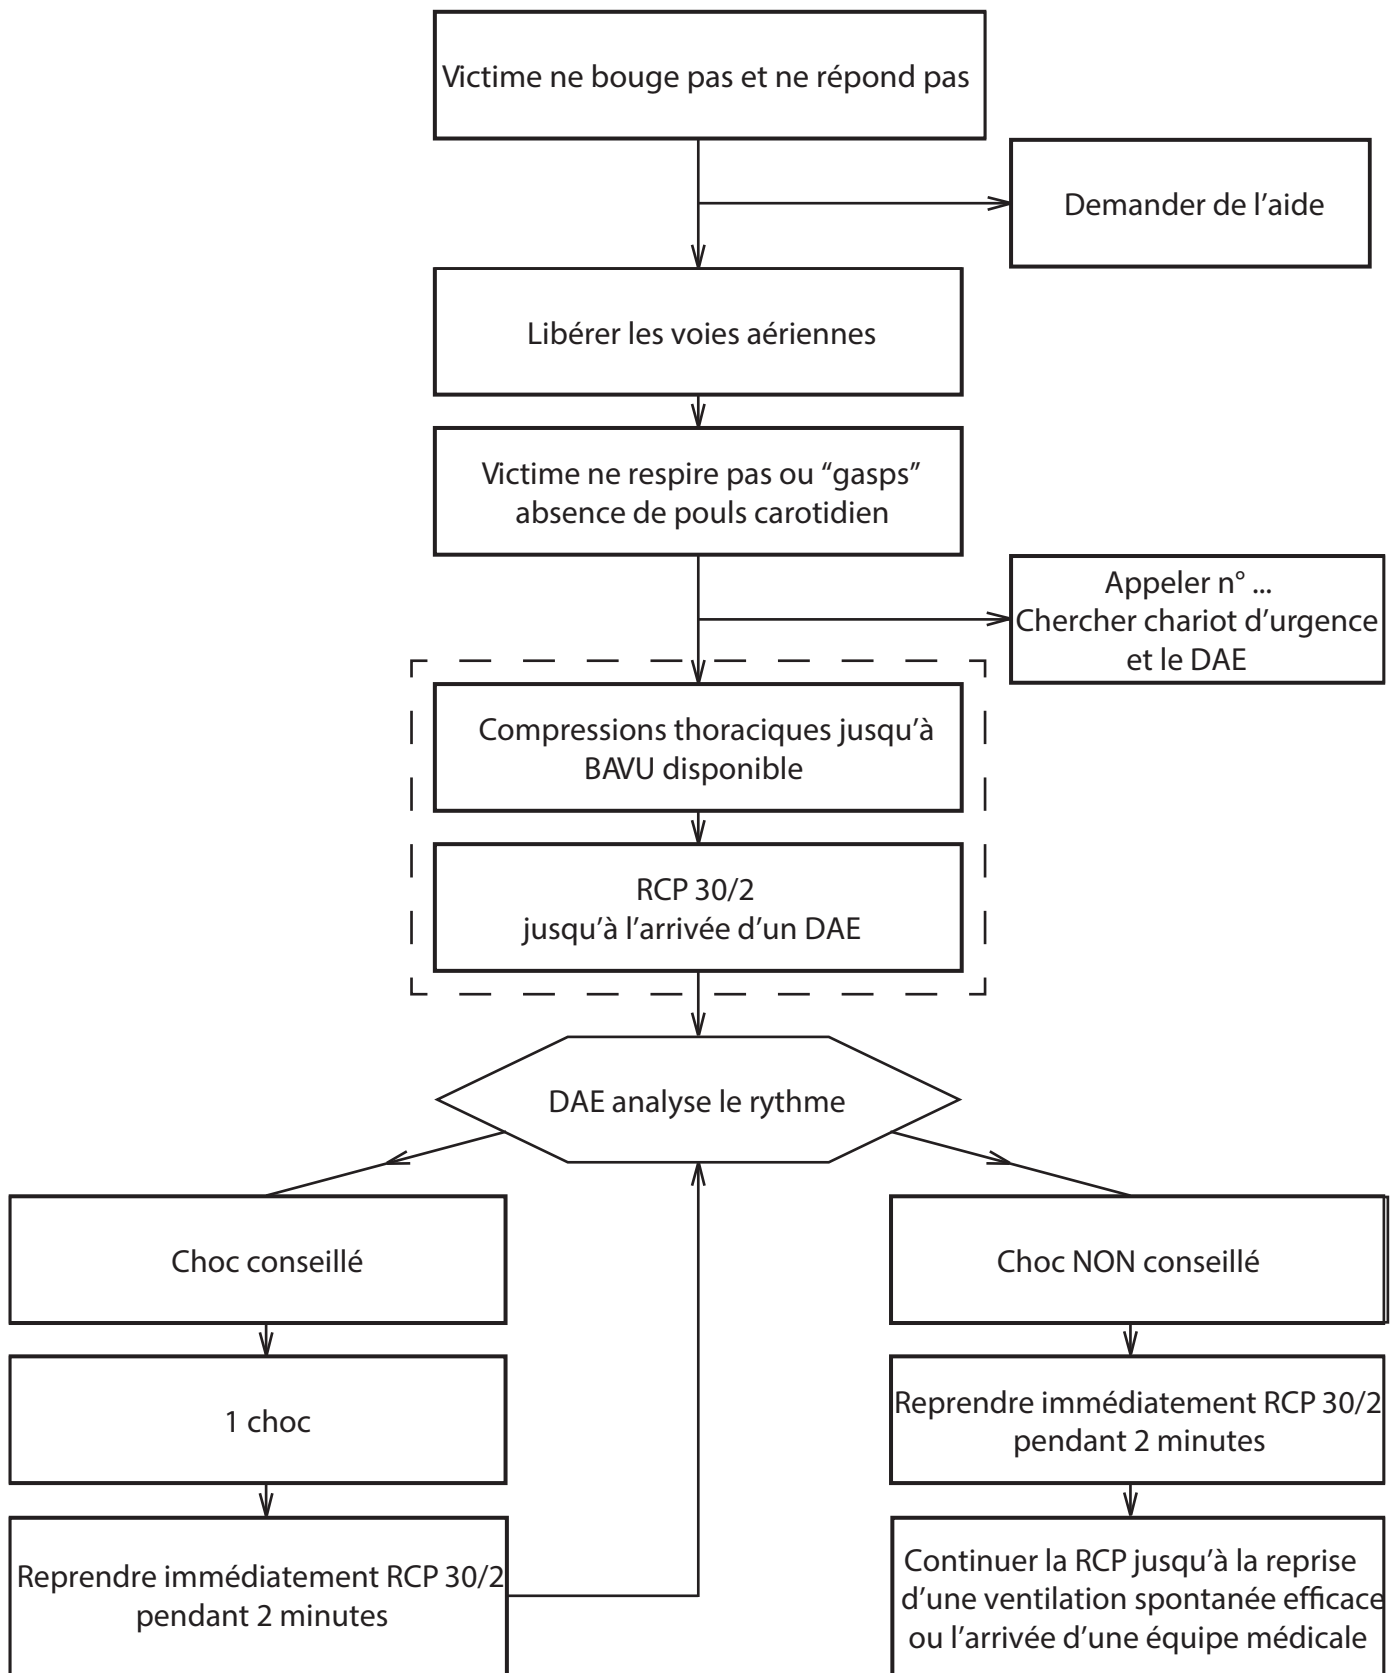 Victime ne bouge pas et ne répond pas
Demander de l’aide
Libérer les voies aériennes
Victime ne respire pas ou “gasps”
absence de pouls carotidien
Appeler n° ...
Chercher chariot d’urgence
et le DAE
Compressions thoraciques jusqu’à
BAVU disponible
RCP 30/2
jusqu’à l’arrivée d’un DAE
DAE analyse le rythme
Choc conseillé
1 choc
Reprendre immédiatement RCP 30/2
pendant 2 minutes
Choc NON conseillé
Reprendre immédiatement RCP 30/2
pendant 2 minutes
Continuer la RCP jusqu’à la reprise
d’une ventilation spontanée efficace
ou l’arrivée d’une équipe médicale